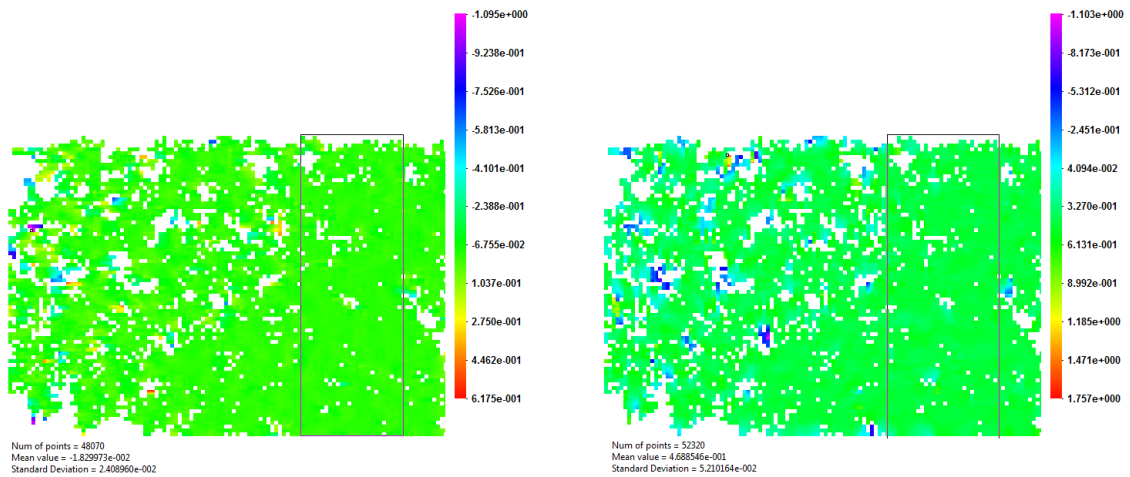 -1.095e+000
-9.238e-001
-7.526e-001
-5.813e-001
-4.101e-001
-2.388e-001
-6.755e-002
1.037e-001
2.750e-001
4.462e-001
6.175e-001
Num of points = 48070
Mean value = -1.829973e-002
Standard Deviation = 2.408960e-002
-1.103e+000
-8.173e-001
-5.312e-001
-2.451e-001
4.094e-002
3.270e-001
6.131e-001
8.992e-001
1.185e+000
1.471e+000
1.757e+000
Num of points = 52320
Mean value = 4.688546e-001
Standard Deviation = 5.210164e-002